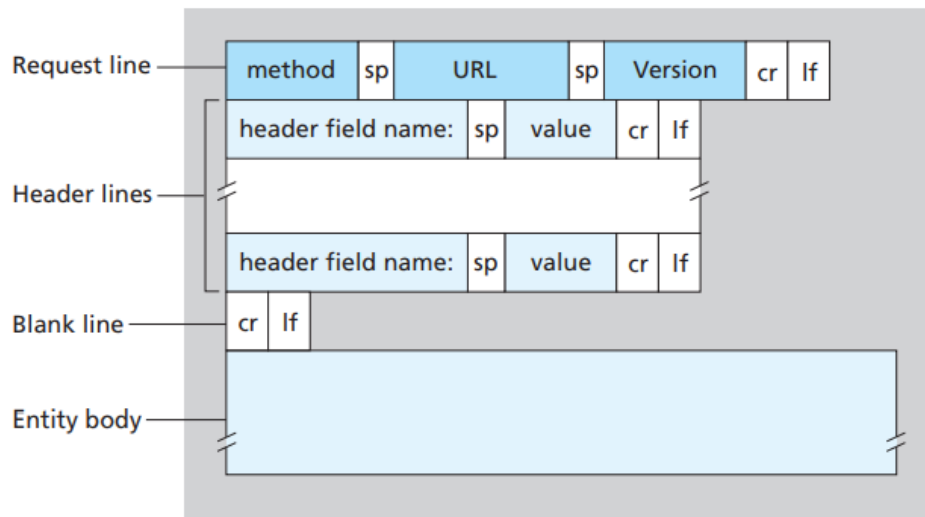 Request line method sp URL sp Version cr lf
header field name: sp value cr lf
Header lines
header field name: sp value cr lf
Blank line cr lf
Entity body